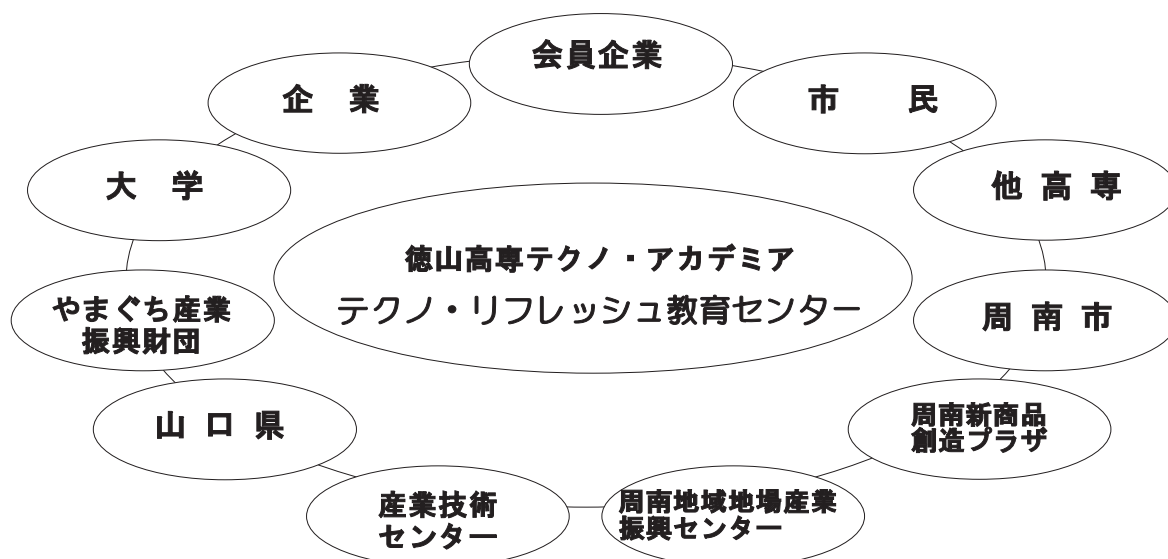 会員企業
企　業
市　　民
大　学
他 高 専
徳山高専テクノ・アカデミア
テクノ・リフレッシュ教育センター
やまぐち産業
振興財団
周 南 市
山 口 県
周南新商品
創造プラザ
産業技術
センター
周南地域地場産業
振興センター